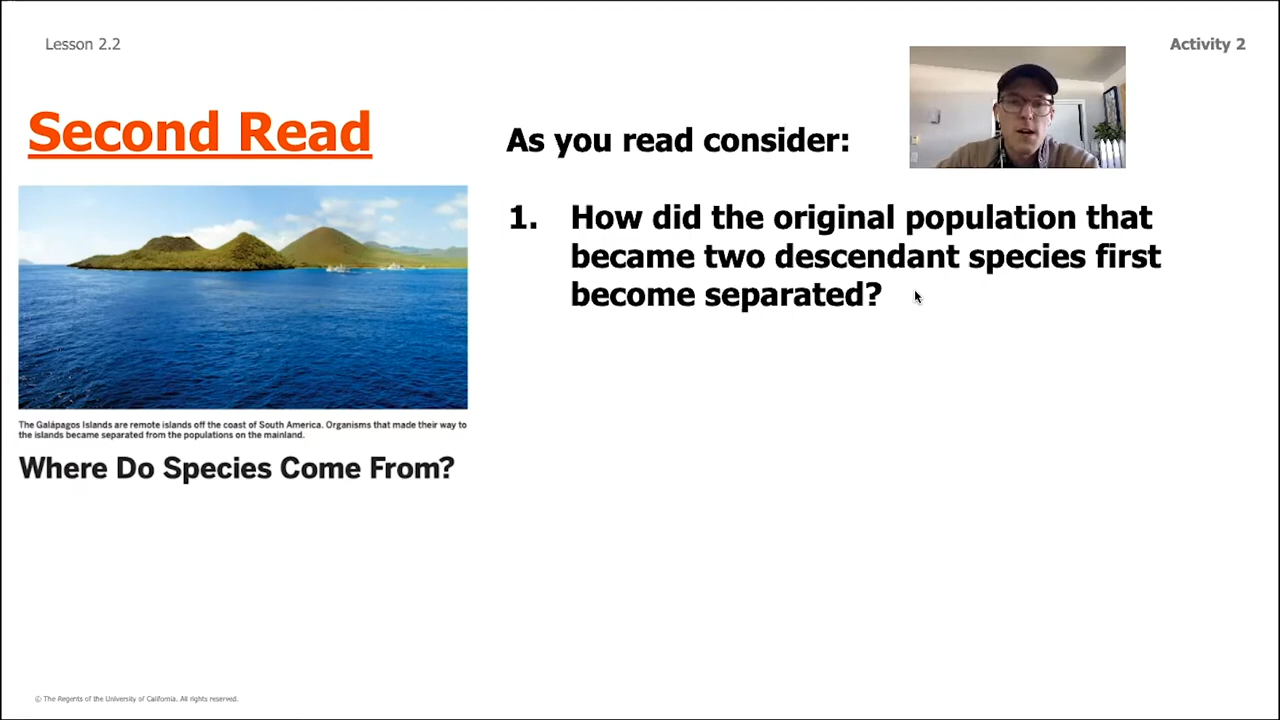 Lesson 2.2
Activity 2
Second Read
As you read consider:
1. How did the original population that
became two descendant species first
become separated?
The Galápagos Islands are remote islands off the coast of South America. Organisms that made their way to
the islands became separated from the populations on the mainland.
Where Do Species Come From?
© The Regents of the University of California. All rights reserved.